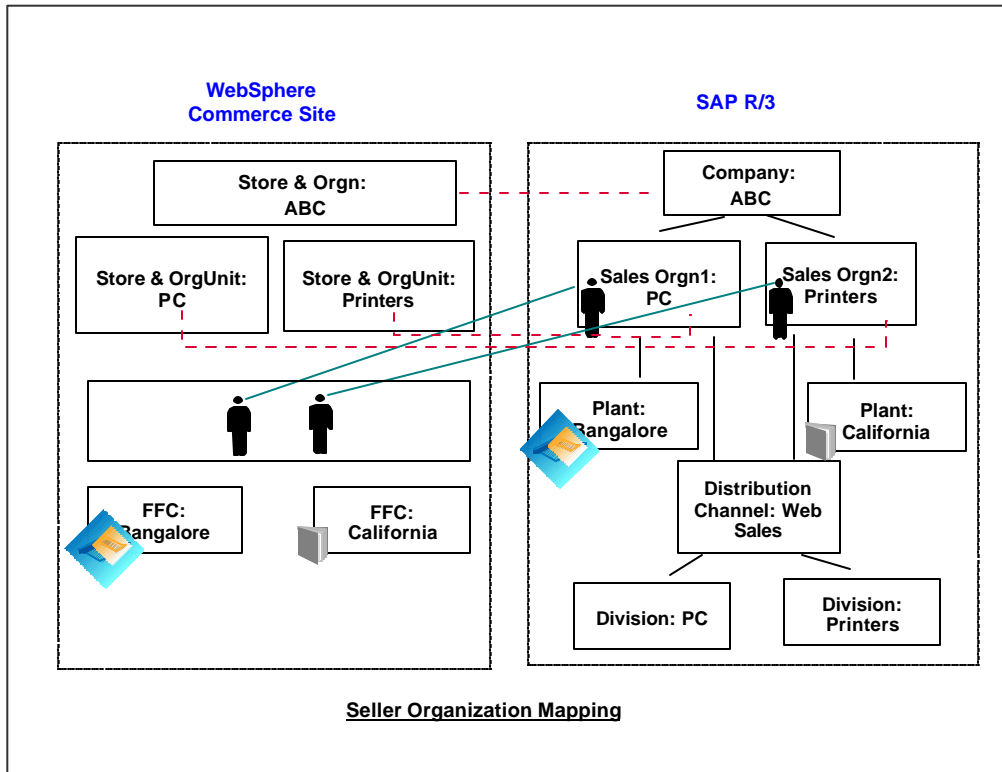 WebSphere
Commerce Site
SAP R/3
Store & Orgn:
ABC
Company:
ABC
Store & OrgUnit:
PC
Store & OrgUnit:
Printers
Sales Orgn1:
PC
Sales Orgn2:
Printers
Plant:
Bangalore
Plant:
California
FFC:
Bangalore
FFC:
California
Distribution
Channel: Web
Sales
Division: PC
Division:
Printers
Seller Organization Mapping